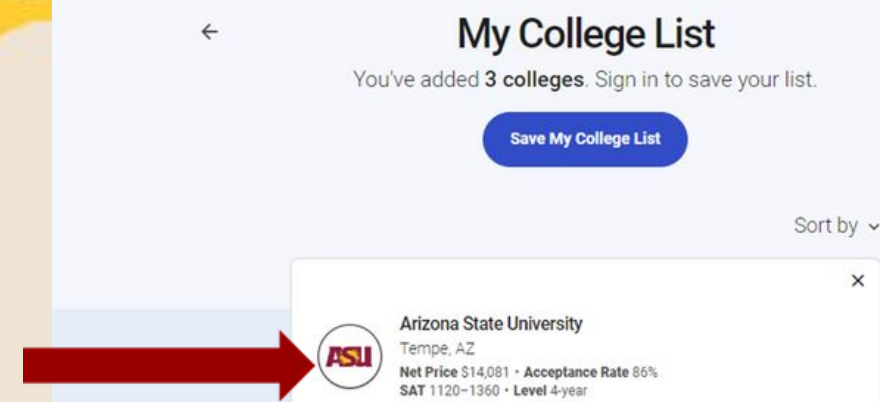 My College List
You've added 3 colleges. Sign in to save your list.
Save My College List
Sort by
Arizona State University
Tempe, AZ
ASU
Net Price $14,081 · Acceptance Rate 86%
SAT 1120–1360 · Level 4-year